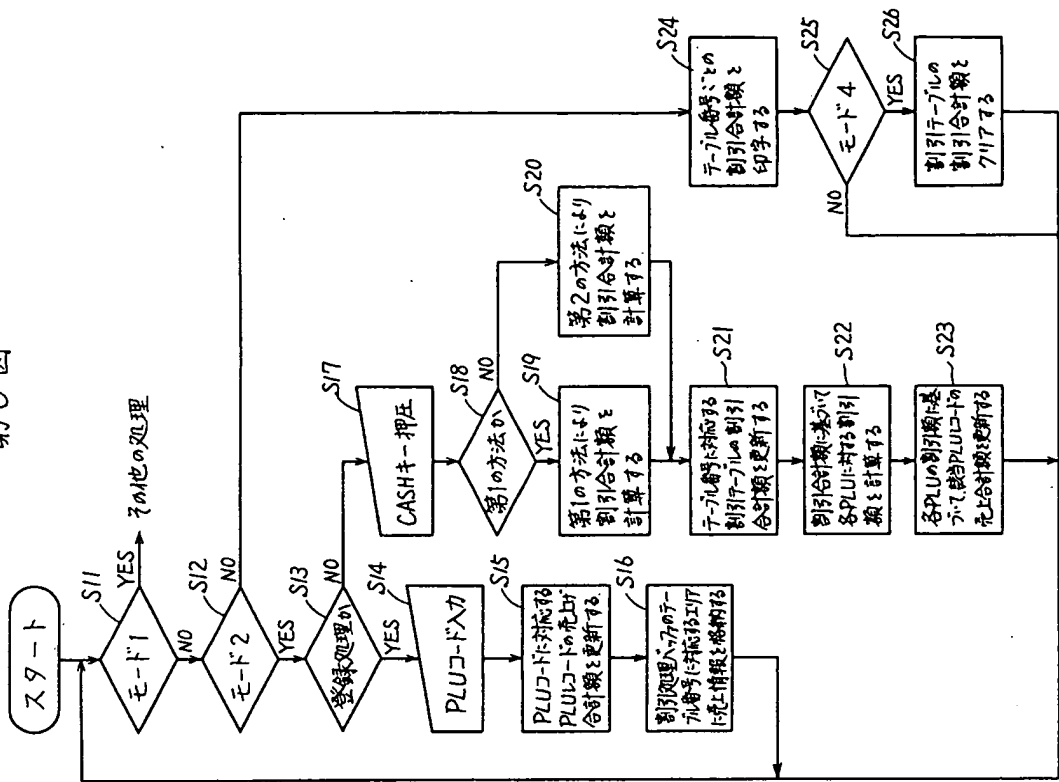 スタート
S11
モード1
YES
その他の処理
NO
S12
モード2
NO
YES
S13
登録処理か
NO
YES
S14
PLUコード入力
S15
PLUコードに対応する
PLUレコードの売上げ
合計額を更新する
S16
割引処理バッファのテー
ブル番号に対応するエリア
に売上情報を格納する
S17
CASHキー押圧
S18
第1の方法か
NO
YES
S19
第1の方法により
割引合計額を
計算する
S20
第2の方法により
割引合計額を
計算する
S21
テーブル番号に対応する
割引テーブルの割引
合計額を更新する
S22
割引合計額に基づいて
各PLUに対する割引
額を計算する
S23
各PLUの割引額に基
づいて該当PLUレコードの
売上合計額を更新する
S24
テーブル番号ごとの
割引合計額を
印字する
S25
モード4
NO
YES
S26
割引テーブルの
割引合計額を
クリアする